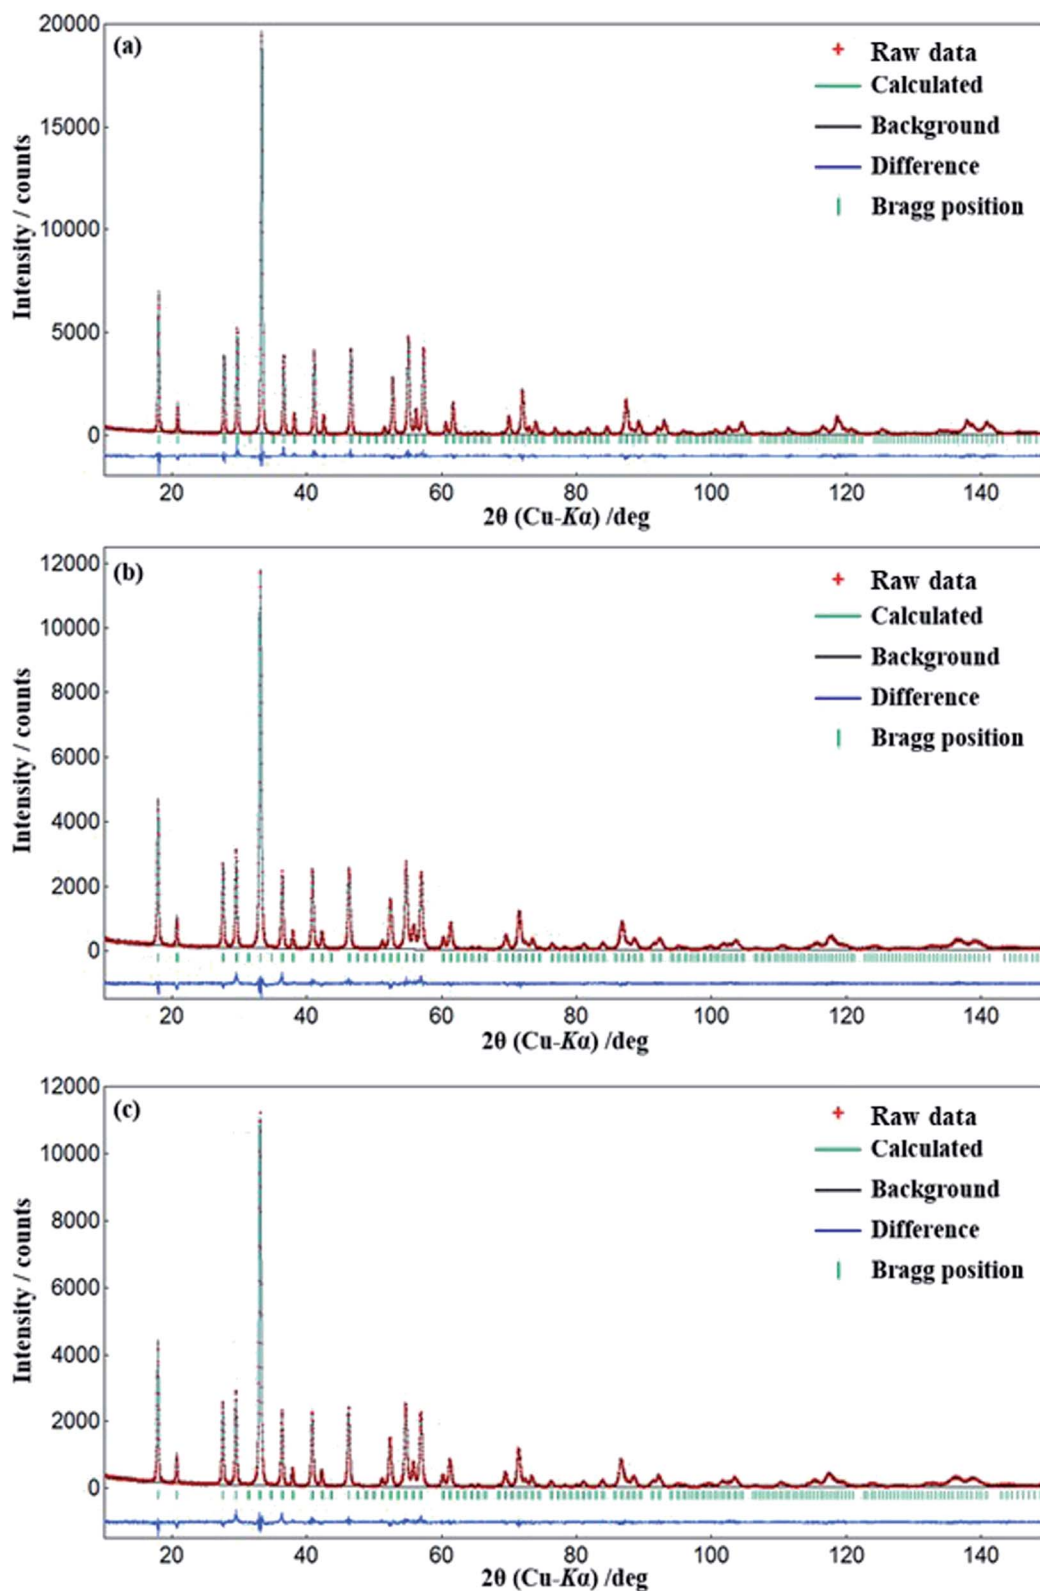 (a)
Raw data
Calculated
Background
Difference
Bragg position
Intensity / counts
20000
15000
10000
5000
0
20 40 60 80 100 120 140
2θ (Cu-Kα) /deg
(b)
Raw data
Calculated
Background
Difference
Bragg position
Intensity / counts
12000
10000
8000
6000
4000
2000
0
20 40 60 80 100 120 140
2θ (Cu-Kα) /deg
(c)
Raw data
Calculated
Background
Difference
Bragg position
Intensity / counts
12000
10000
8000
6000
4000
2000
0
20 40 60 80 100 120 140
2θ (Cu-Kα) /deg